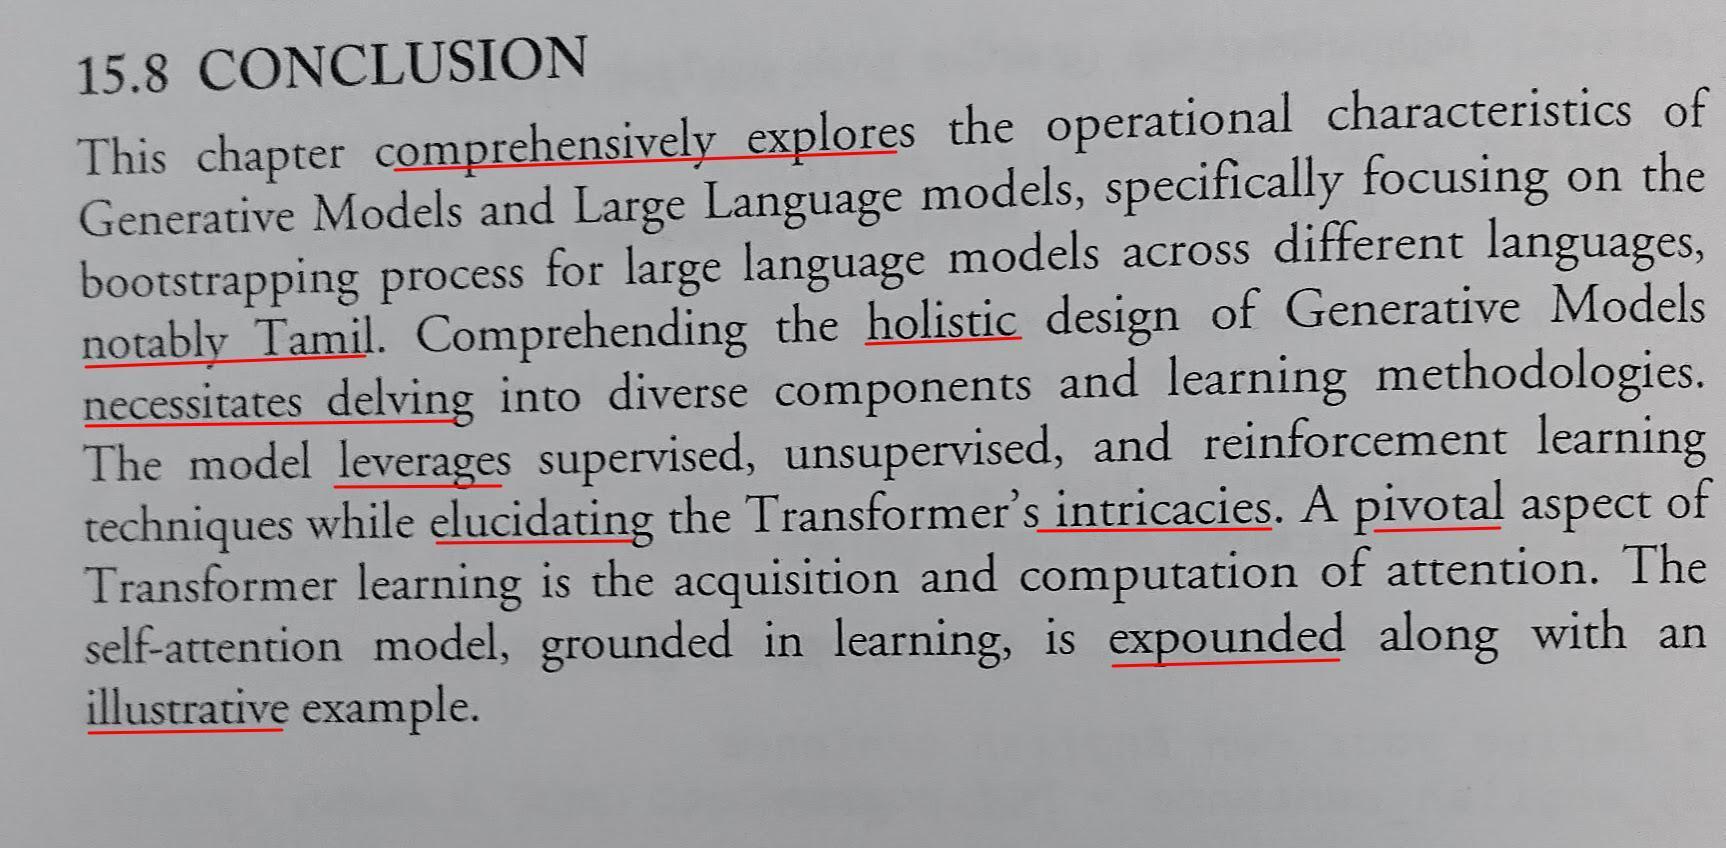 15.8 CONCLUSION
This chapter comprehensively explores the operational characteristics of
Generative Models and Large Language models, specifically focusing on the
bootstrapping process for large language models across different languages,
notably Tamil. Comprehending the holistic design of Generative Models
necessitates delving into diverse components and learning methodologies.
The model leverages supervised, unsupervised, and reinforcement learning
techniques while elucidating the Transformer's intricacies. A pivotal aspect of
Transformer learning is the acquisition and computation of attention. The
self-attention model, grounded in learning, is expounded along with an
illustrative example.